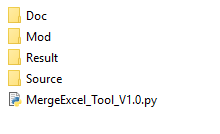 Doc
Mod
Result
Source
MergeExcel_Tool_V1.0.py